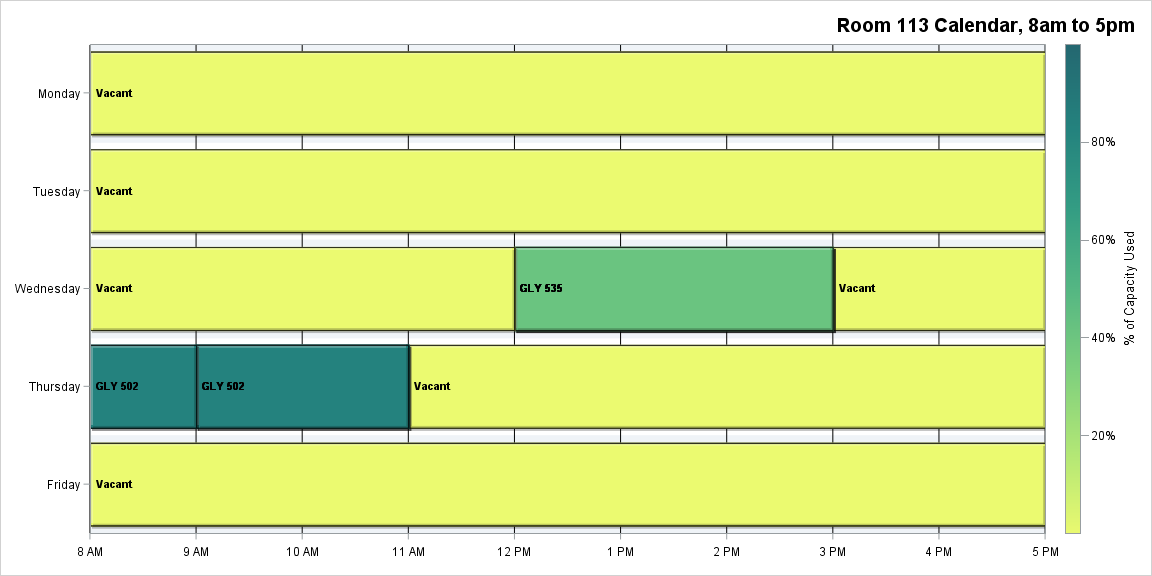 Room 113 Calendar, 8am to 5pm
Monday
Vacant
Tuesday
Vacant
Wednesday
Vacant
GLY 535
Vacant
Thursday
GLY 502
GLY 502
Vacant
Friday
Vacant
8 AM
9 AM
10 AM
11 AM
12 PM
1 PM
2 PM
3 PM
4 PM
5 PM
80%
60%
40%
20%
% of Capacity Used